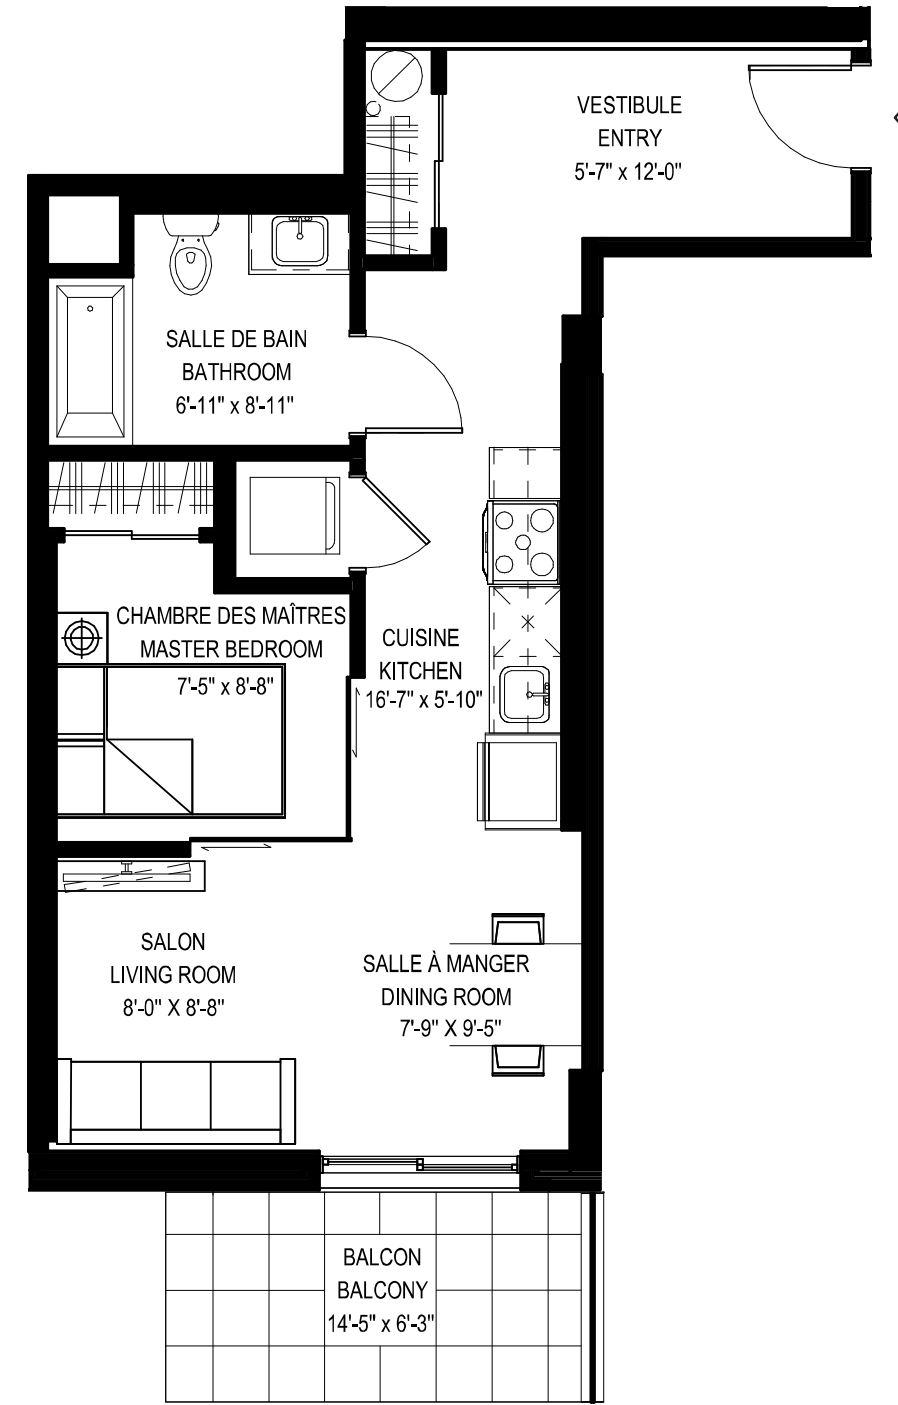 VESTIBULE
ENTRY
5'-7" x 12'-0"
SALLE DE BAIN
BATHROOM
6'-11" x 8'-11"
CHAMBRE DES MAÎTRES
MASTER BEDROOM
7'-5" x 8'-8"
CUISINE
KITCHEN
16'-7" x 5'-10"
SALON
LIVING ROOM
8'-0" X 8'-8"
SALLE À MANGER
DINING ROOM
7'-9" X 9'-5"
BALCON
BALCONY
14'-5" x 6'-3"